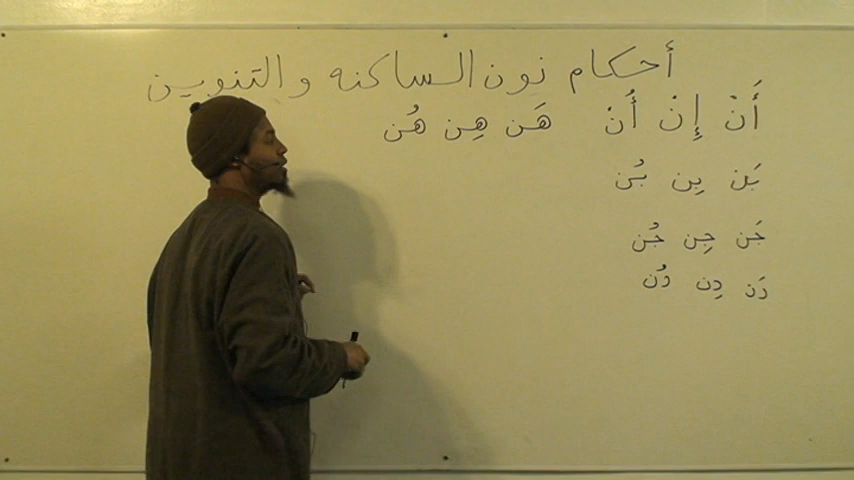 أحكام نون الساكنه والتنوين
أَنْ إِنْ أُنْ هَن هِن هُن
بَن بِن بُن
جَن جِن جُن
دَن دِن دُن